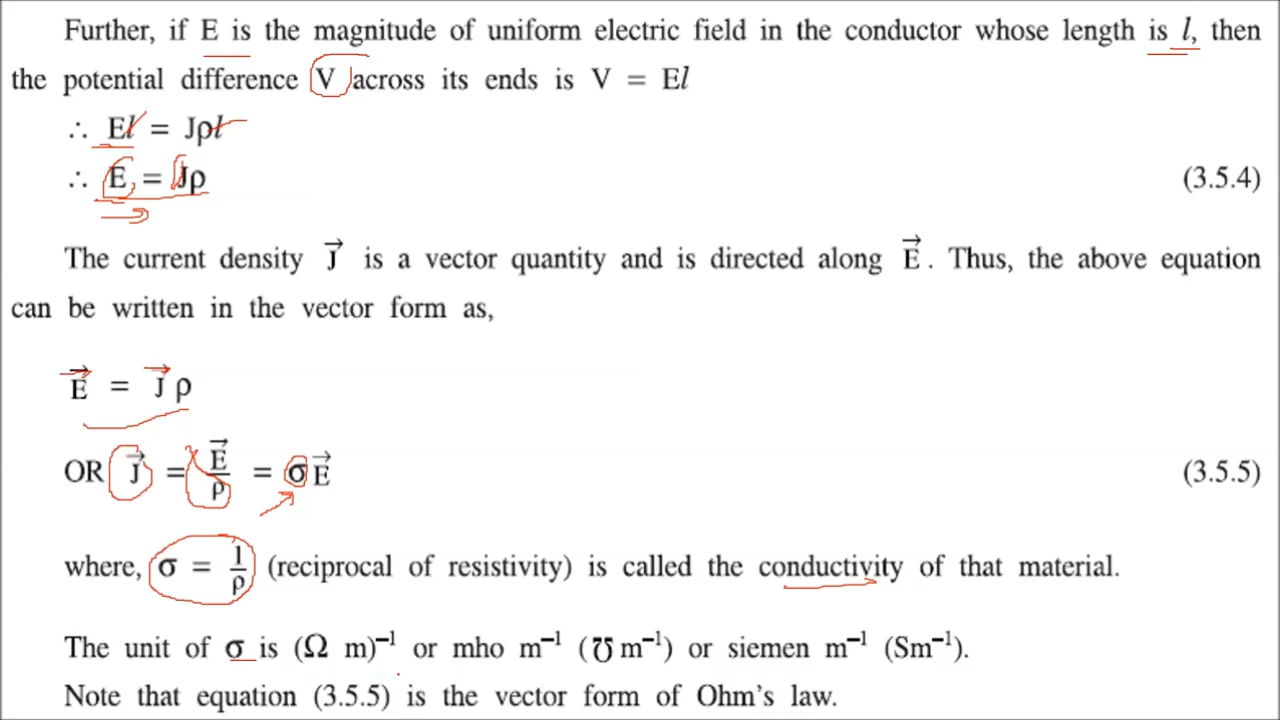 Further, if E is the magnitude of uniform electric field in the conductor whose length is l, then
the potential difference V across its ends is V = El
∴ El = Jρl
∴ E = Jρ (3.5.4)
The current density J⃗ is a vector quantity and is directed along E⃗. Thus, the above equation
can be written in the vector form as,
E⃗ = J⃗ρ
OR J⃗ = E⃗/ρ = σE⃗ (3.5.5)
where, σ = 1/ρ (reciprocal of resistivity) is called the conductivity of that material.
The unit of σ is (Ω m)⁻¹ or mho m⁻¹ (℧ m⁻¹) or siemen m⁻¹ (Sm⁻¹).
Note that equation (3.5.5) is the vector form of Ohm's law.